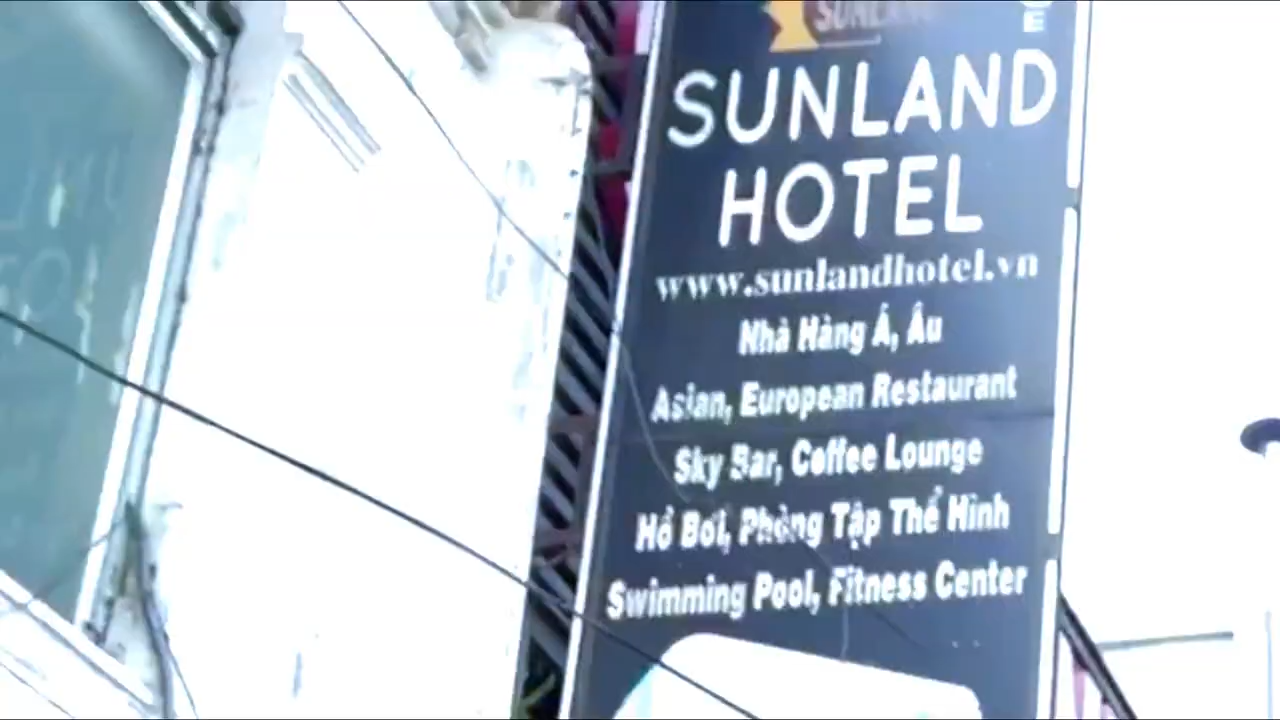 SUNLAND
E
SUNLAND
HOTEL
www.sunlandhotel.vn
Nhà Hàng Á, Âu
Asian, European Restaurant
Sky Bar, Coffee Lounge
Hồ Bơi, Phòng Tập Thể Hình
Swimming Pool, Fitness Center